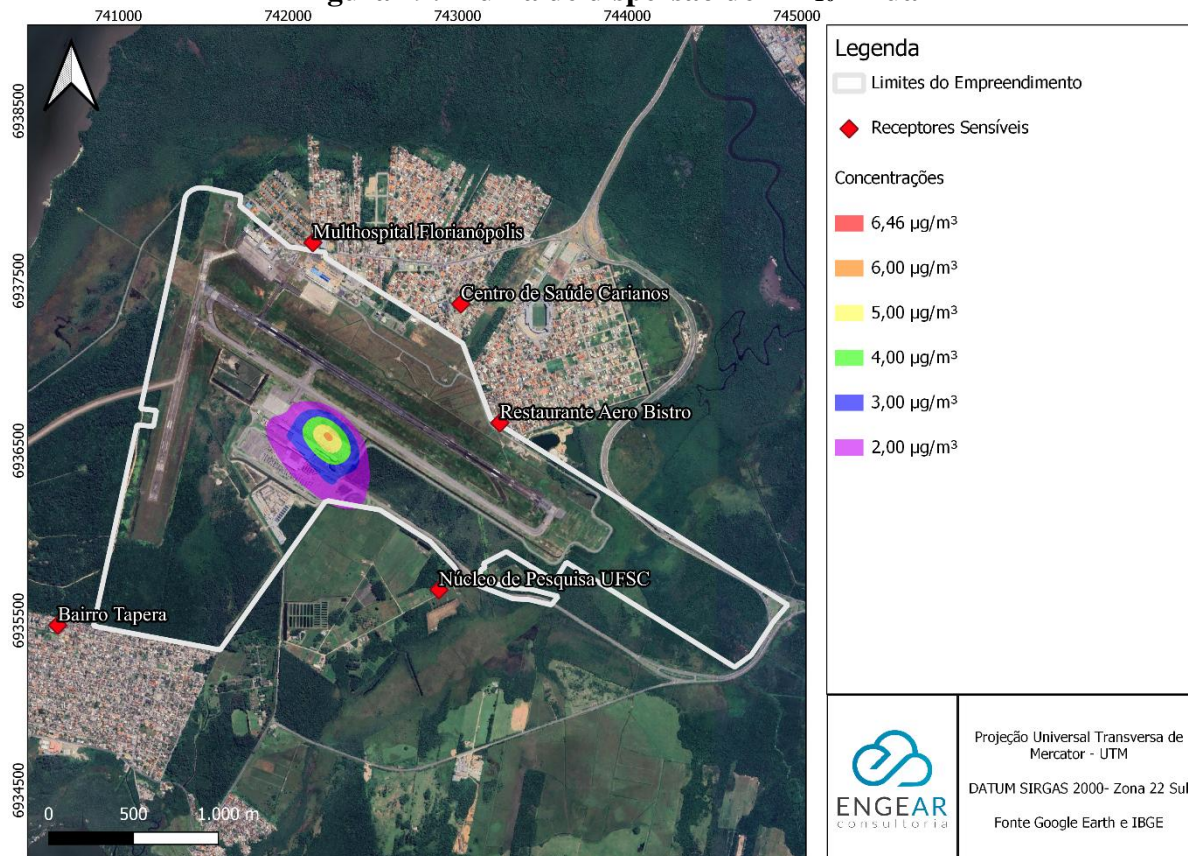 741000 742000 743000 744000 745000
6938500
6937500
6936500
6935500
6934500
Multhospital Florianópolis
Centro de Saúde Carianos
Restaurante Aero Bistro
Núcleo de Pesquisa UFSC
Bairro Tapera
0 500 1.000 m
Legenda
Limites do Empreendimento
Receptores Sensíveis
Concentrações
6,46 µg/m³
6,00 µg/m³
5,00 µg/m³
4,00 µg/m³
3,00 µg/m³
2,00 µg/m³
ENGEAR
consultoria
Projeção Universal Transversa de
Mercator - UTM
DATUM SIRGAS 2000- Zona 22 Sul
Fonte Google Earth e IBGE